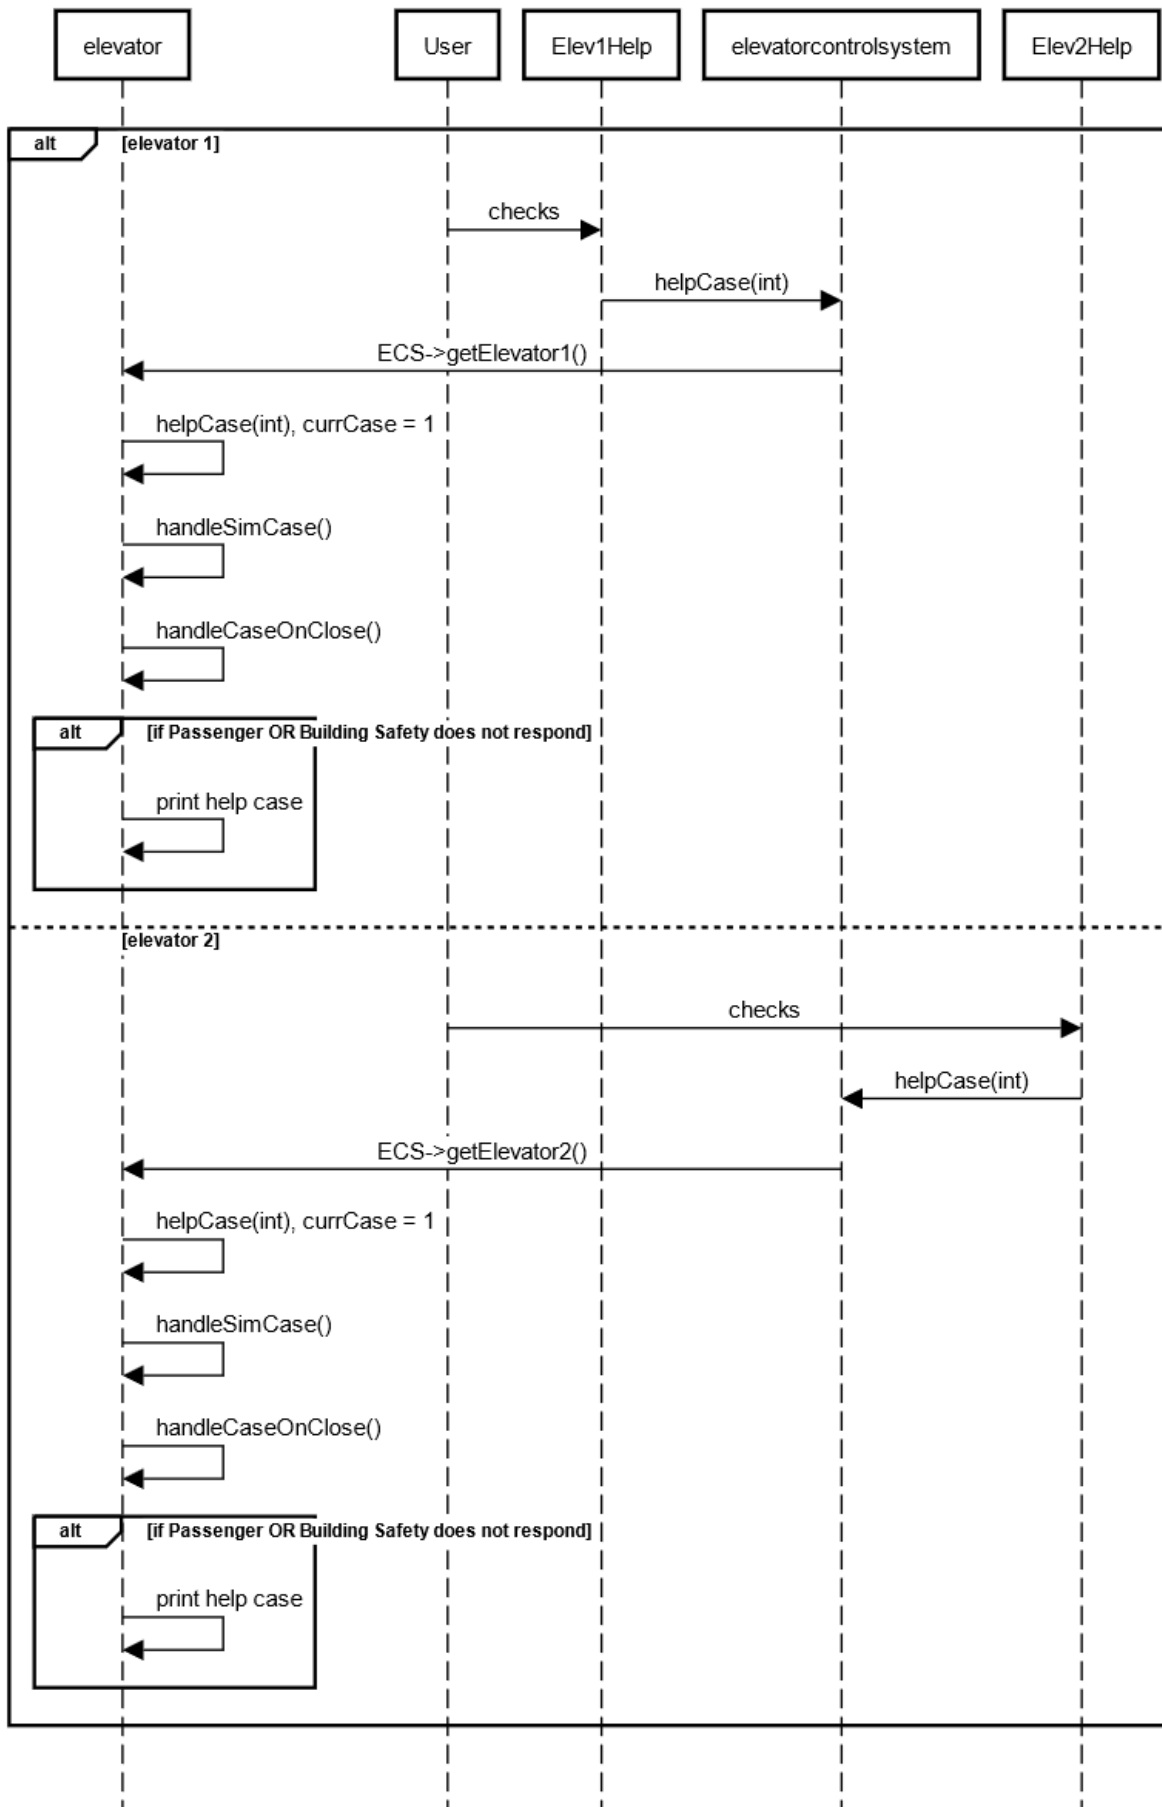 elevator
User
Elev1Help
elevatorcontrolsystem
Elev2Help
alt
[elevator 1]
checks
helpCase(int)
ECS->getElevator1()
helpCase(int), currCase = 1
handleSimCase()
handleCaseOnClose()
alt
[if Passenger OR Building Safety does not respond]
print help case
[elevator 2]
checks
helpCase(int)
ECS->getElevator2()
helpCase(int), currCase = 1
handleSimCase()
handleCaseOnClose()
alt
[if Passenger OR Building Safety does not respond]
print help case